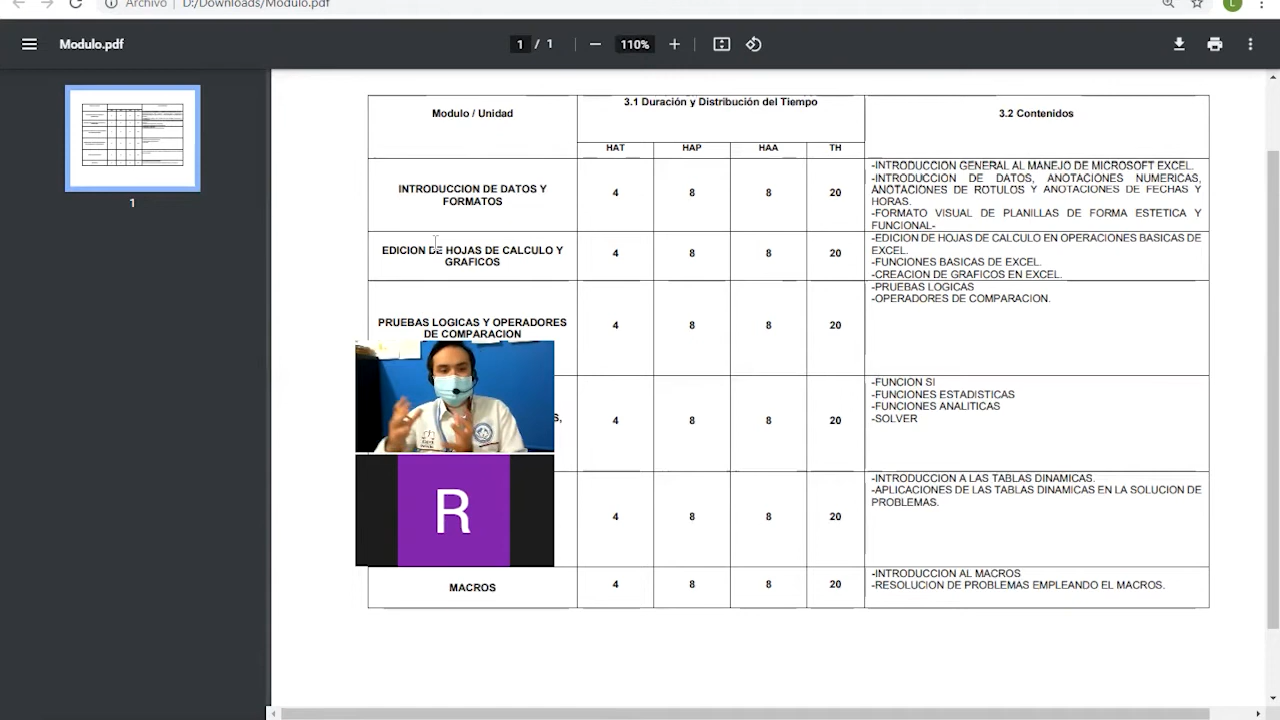 Archivo
D:/Downloads/Modulo.pdf
L
Modulo.pdf
1 / 1
110%
1
Modulo / Unidad
3.1 Duración y Distribución del Tiempo
3.2 Contenidos
HAT
HAP
HAA
TH
INTRODUCCION DE DATOS Y
FORMATOS
4
8
8
20
-INTRODUCCION GENERAL AL MANEJO DE MICROSOFT EXCEL.
-INTRODUCCION DE DATOS, ANOTACIONES NUMERICAS,
ANOTACIONES DE ROTULOS Y ANOTACIONES DE FECHAS Y
HORAS.
-FORMATO VISUAL DE PLANILLAS DE FORMA ESTETICA Y
FUNCIONAL-
EDICION DE HOJAS DE CALCULO Y
GRAFICOS
4
8
8
20
-EDICION DE HOJAS DE CALCULO EN OPERACIONES BASICAS DE
EXCEL.
-FUNCIONES BASICAS DE EXCEL.
-CREACION DE GRAFICOS EN EXCEL.
PRUEBAS LOGICAS Y OPERADORES
DE COMPARACION
4
8
8
20
-PRUEBAS LOGICAS
-OPERADORES DE COMPARACION.
S,
4
8
8
20
-FUNCION SI
-FUNCIONES ESTADISTICAS
-FUNCIONES ANALITICAS
-SOLVER
R
4
8
8
20
-INTRODUCCION A LAS TABLAS DINAMICAS.
-APLICACIONES DE LAS TABLAS DINAMICAS EN LA SOLUCION DE
PROBLEMAS.
MACROS
4
8
8
20
-INTRODUCCION AL MACROS
-RESOLUCION DE PROBLEMAS EMPLEANDO EL MACROS.